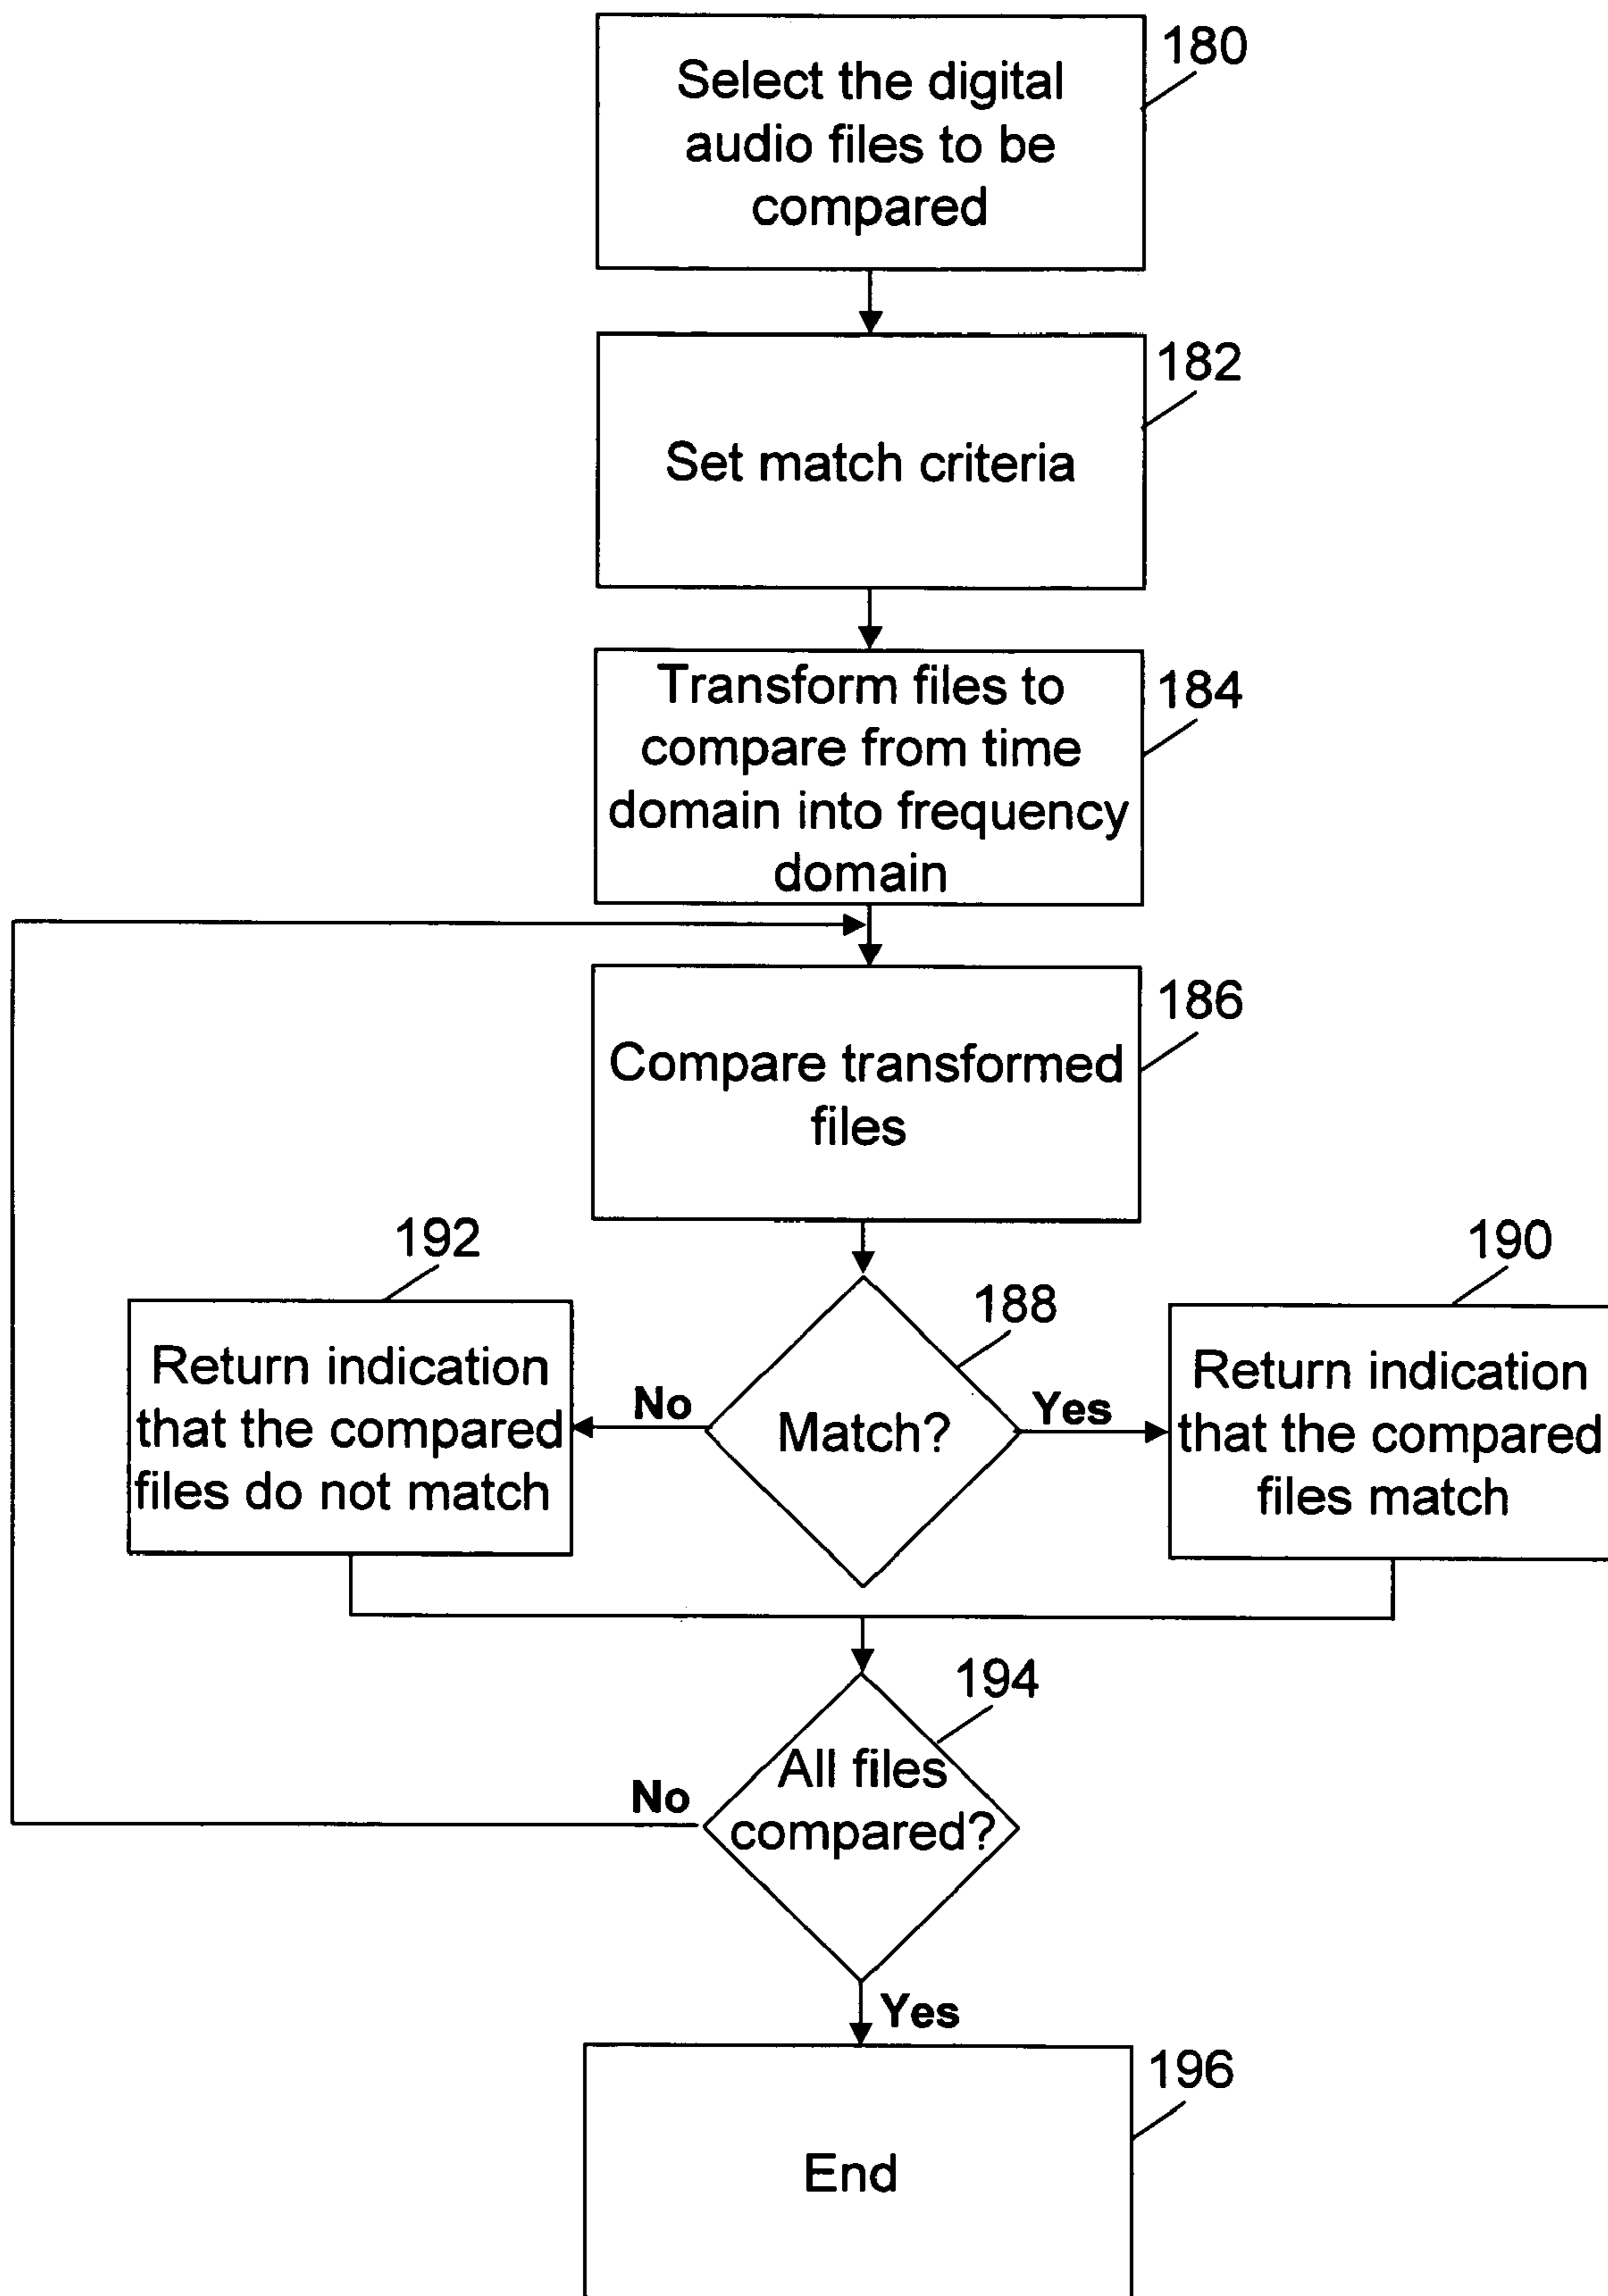 180
Select the digital
audio files to be
compared
182
Set match criteria
184
Transform files to
compare from time
domain into frequency
domain
186
Compare transformed
files
192
190
188
Return indication
that the compared
files do not match
No
Match?
Yes
Return indication
that the compared
files match
194
All files
compared?
No
Yes
196
End